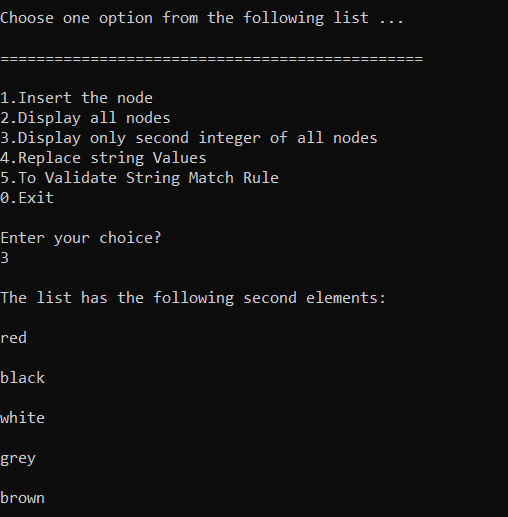 Choose one option from the following list ...
===============================================
1.Insert the node
2.Display all nodes
3.Display only second integer of all nodes
4.Replace string Values
5.To Validate String Match Rule
0.Exit
Enter your choice?
3
The list has the following second elements:
red
black
white
grey
brown